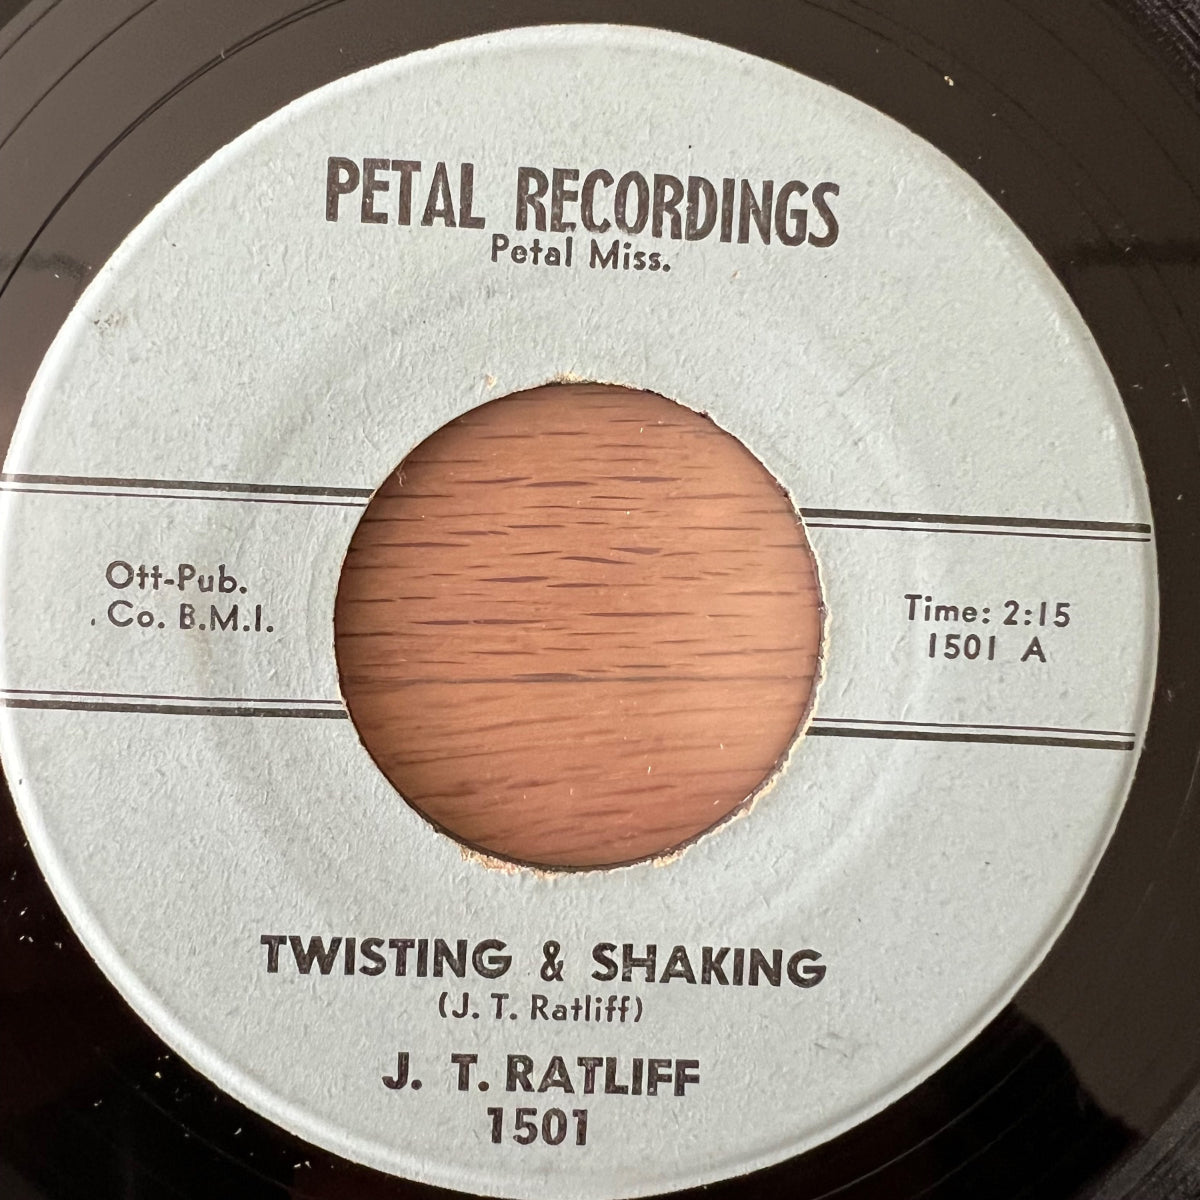 PETAL RECORDINGS
Petal Miss.
Ott-Pub.
Co. B.M.I.
Time: 2:15
1501 A
TWISTING & SHAKING
(J. T. Ratliff)
J. T. RATLIFF
1501